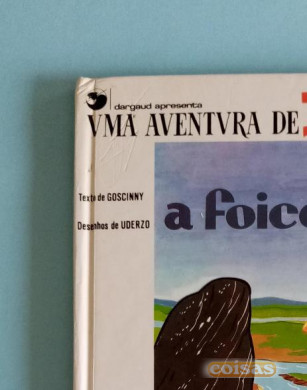 dargaud apresenta
VMA AVENTVRA DE
Texto de GOSCINNY
Desenhos de UDERZO
a foice
coisas